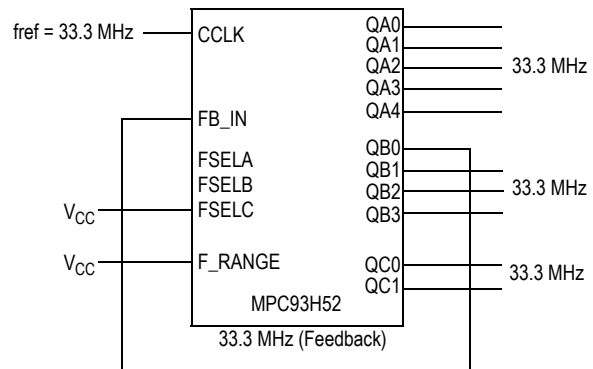 fref = 33.3 MHz
CCLK
QA0
QA1
QA2
33.3 MHz
QA3
QA4
FB_IN
QB0
FSELA
QB1
FSELB
QB2
33.3 MHz
VCC
FSELC
QB3
VCC
F_RANGE
QC0
33.3 MHz
QC1
MPC93H52
33.3 MHz (Feedback)